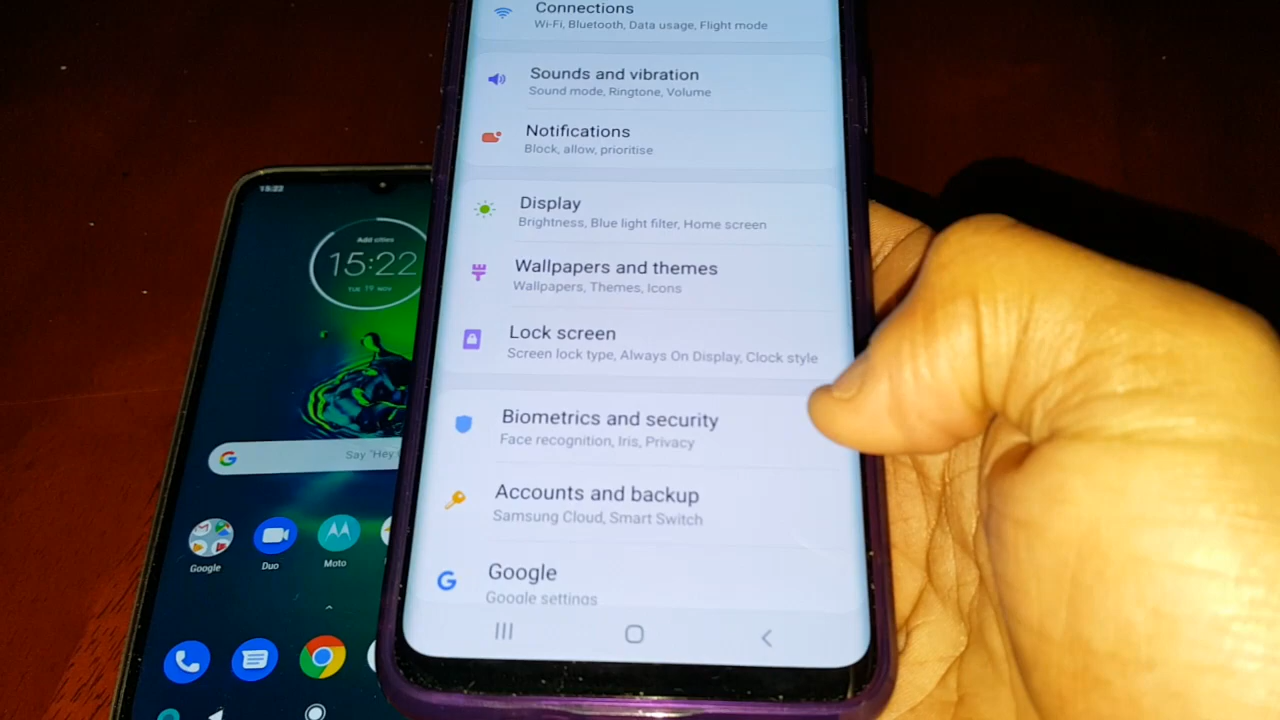 Connections
Wi-Fi, Bluetooth, Data usage, Flight mode
Sounds and vibration
Sound mode, Ringtone, Volume
Notifications
Block, allow, prioritise
Display
Brightness, Blue light filter, Home screen
Wallpapers and themes
Wallpapers, Themes, Icons
Lock screen
Screen lock type, Always On Display, Clock style
Biometrics and security
Face recognition, Iris, Privacy
Accounts and backup
Samsung Cloud, Smart Switch
Google
Google settings
15:22
Add cities
15:22
TUE 19 NOV
Say "Hey
Google
Duo
Moto